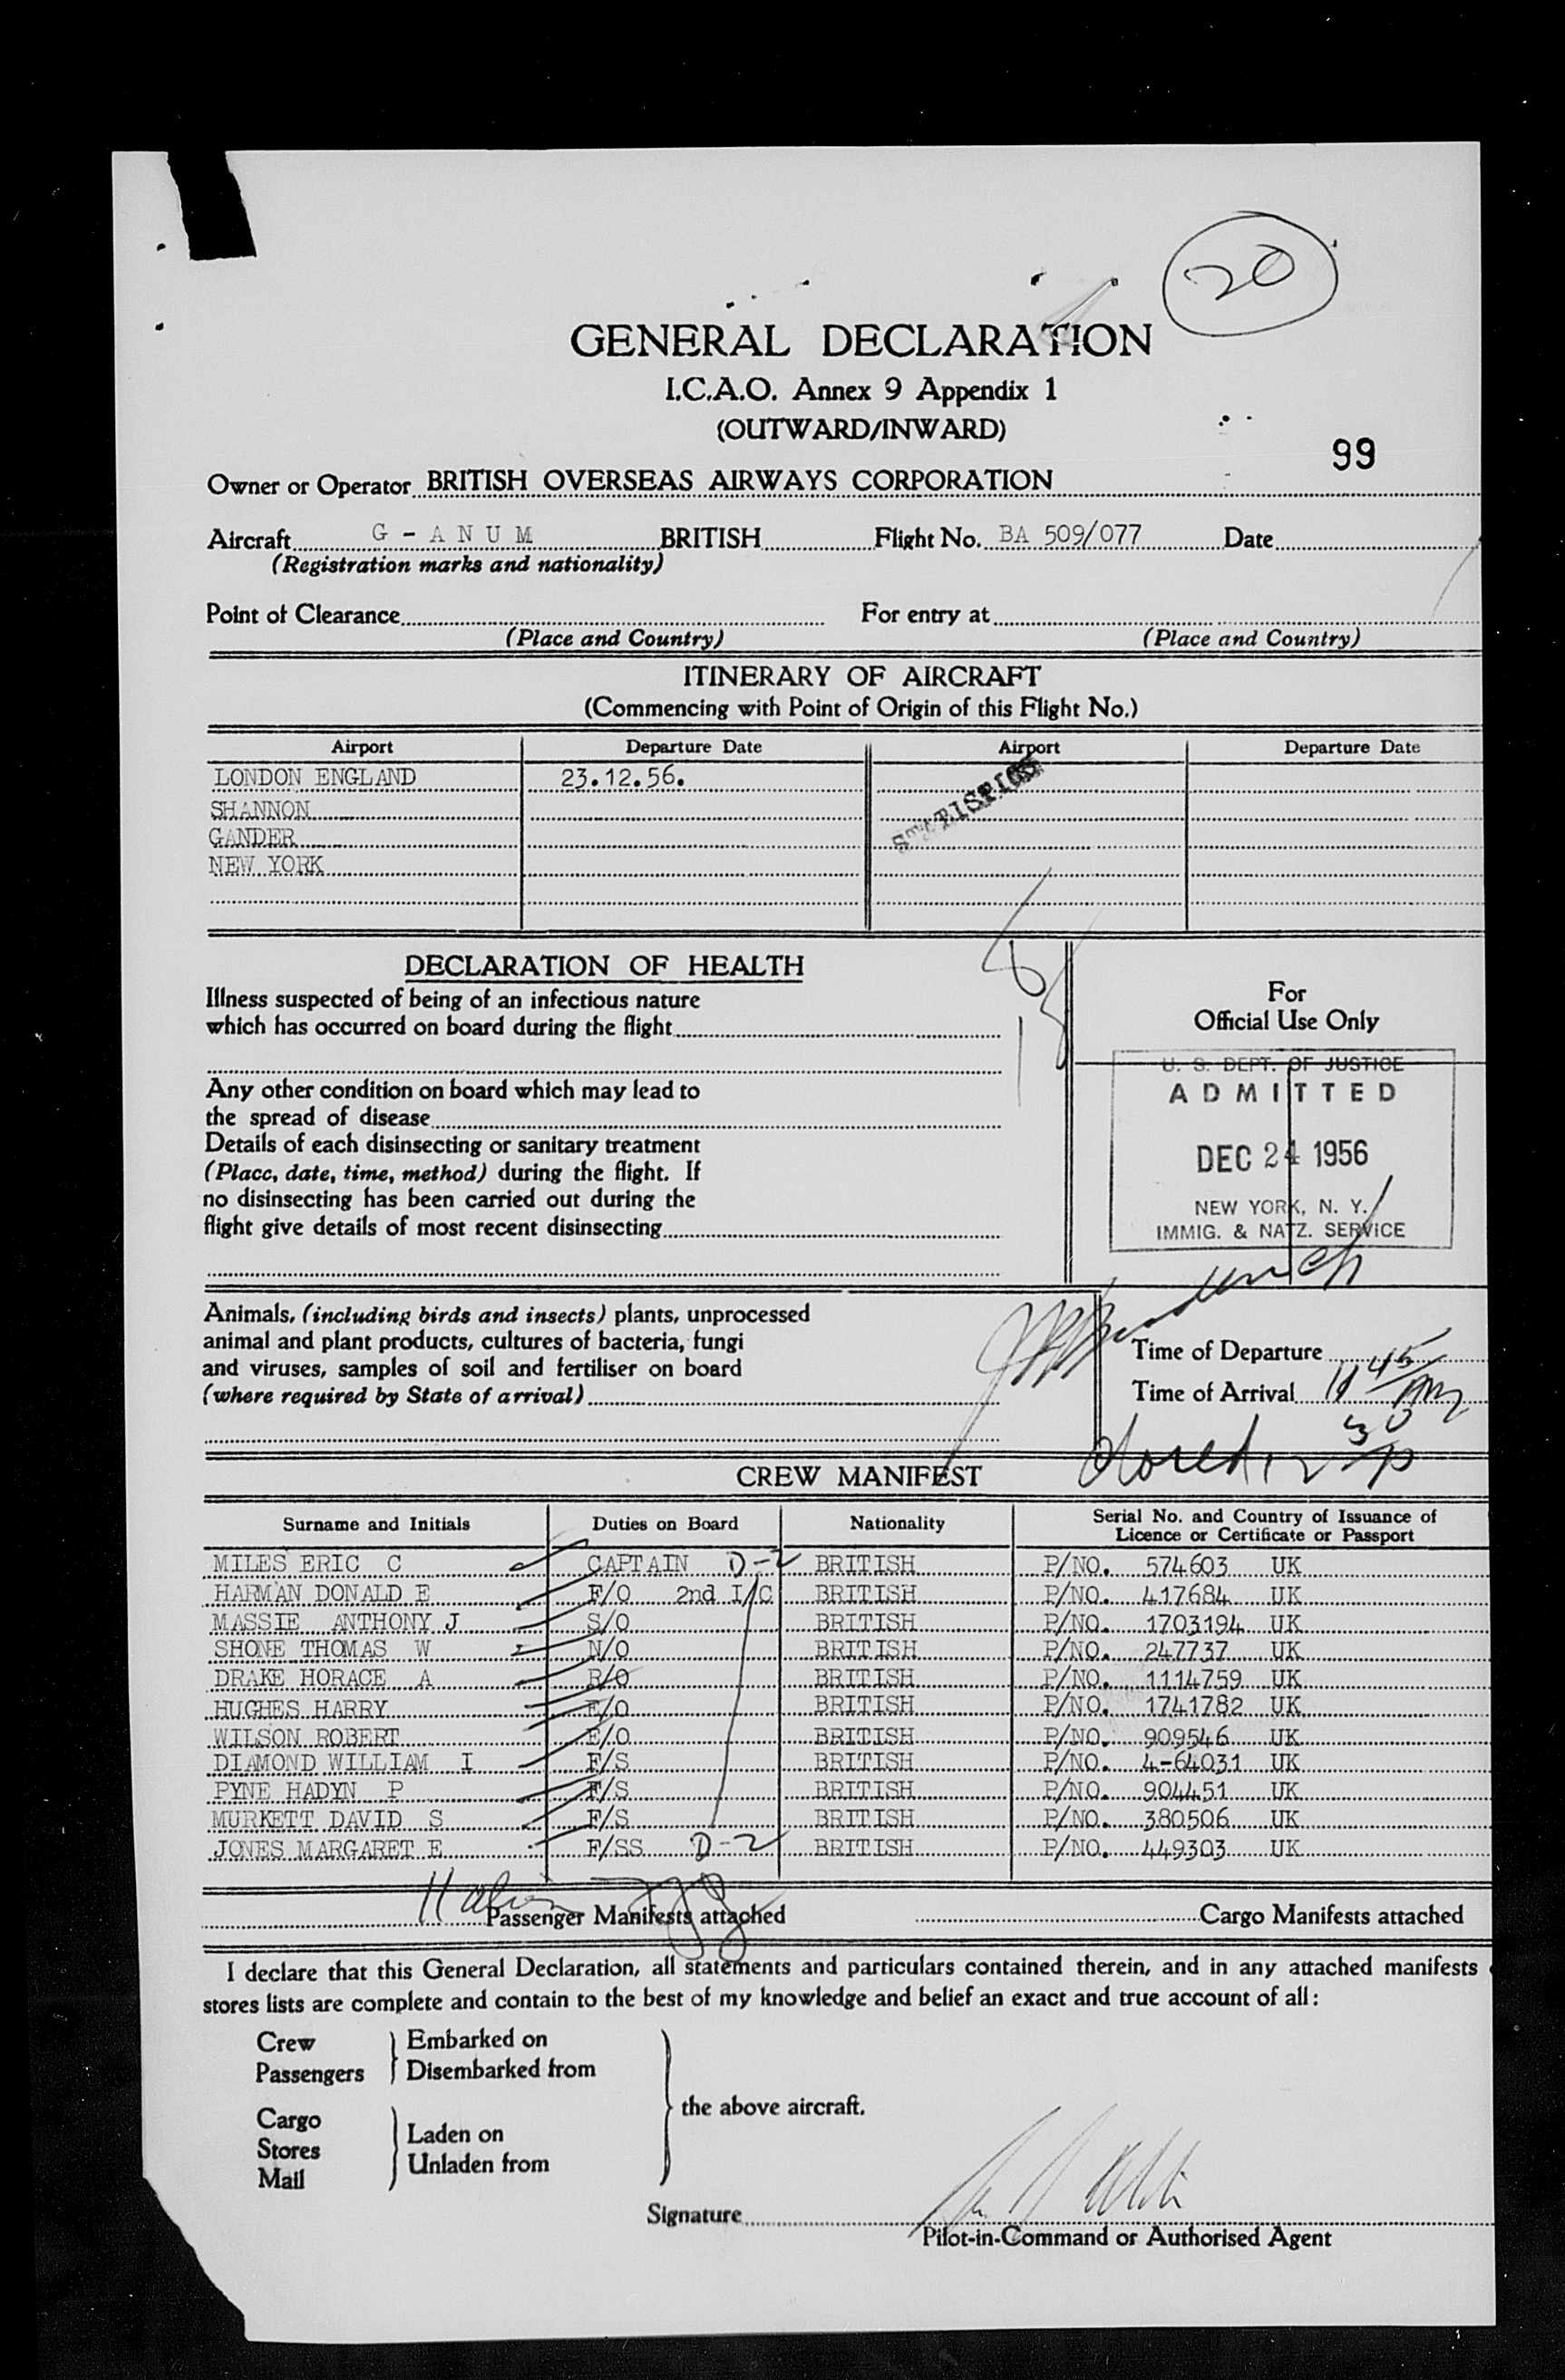 20
GENERAL DECLARATION
I.C.A.O. Annex 9 Appendix 1
(OUTWARD/INWARD)
99
Owner or Operator BRITISH OVERSEAS AIRWAYS CORPORATION
Aircraft G - A N U M BRITISH Flight No. BA 509/077 Date
(Registration marks and nationality)
Point of Clearance For entry at
(Place and Country) (Place and Country)
ITINERARY OF AIRCRAFT
(Commencing with Point of Origin of this Flight No.)
Airport Departure Date Airport Departure Date
LONDON ENGLAND 23.12.56.
SHANNON
GANDER
NEW YORK
STATISTICS
DECLARATION OF HEALTH
Illness suspected of being of an infectious nature
which has occurred on board during the flight
Any other condition on board which may lead to
the spread of disease
Details of each disinsecting or sanitary treatment
(Place, date, time, method) during the flight. If
no disinsecting has been carried out during the
flight give details of most recent disinsecting
For
Official Use Only
U. S. DEPT. OF JUSTICE
ADMITTED
DEC 24 1956
NEW YORK, N. Y.
IMMIG. & NATZ. SERVICE
Animals, (including birds and insects) plants, unprocessed
animal and plant products, cultures of bacteria, fungi
and viruses, samples of soil and fertiliser on board
(where required by State of arrival)
Time of Departure
Time of Arrival 11 45
CREW MANIFEST
Surname and Initials Duties on Board Nationality Serial No. and Country of Issuance of Licence or Certificate or Passport
MILES ERIC C CAPTAIN D-2 BRITISH P/NO. 574603 UK
HARMAN DONALD E F/O 2nd I/C BRITISH P/NO. 417684 UK
MASSIE ANTHONY J S/O BRITISH P/NO. 1703194 UK
SHONE THOMAS W N/O BRITISH P/NO. 247737 UK
DRAKE HORACE A R/O BRITISH P/NO. 1114759 UK
HUGHES HARRY E/O BRITISH P/NO. 1741782 UK
WILSON ROBERT E/O BRITISH P/NO. 909546 UK
DIAMOND WILLIAM I F/S BRITISH P/NO. 4-64031 UK
PYNE HADYN P F/S BRITISH P/NO. 904451 UK
MURKETT DAVID S F/S BRITISH P/NO. 380506 UK
JONES MARGARET E F/SS D-2 BRITISH P/NO. 449303 UK
Passenger Manifests attached Cargo Manifests attached
I declare that this General Declaration, all statements and particulars contained therein, and in any attached manifests
stores lists are complete and contain to the best of my knowledge and belief an exact and true account of all:
Crew Embarked on
Passengers Disembarked from
the above aircraft.
Cargo
Stores Laden on
Mail Unladen from
Signature
Pilot-in-Command or Authorised Agent